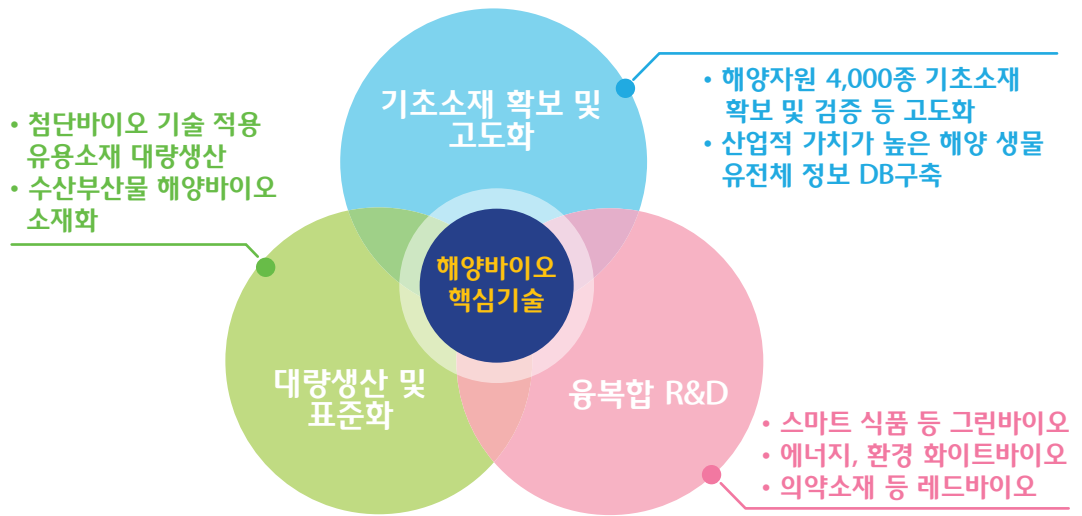 기초소재 확보 및
고도화
• 해양자원 4,000종 기초소재
확보 및 검증 등 고도화
• 산업적 가치가 높은 해양 생물
유전체 정보 DB구축
• 첨단바이오 기술 적용
유용소재 대량생산
• 수산부산물 해양바이오
소재화
해양바이오
핵심기술
대량생산 및
표준화
융복합 R&D
• 스마트 식품 등 그린바이오
• 에너지, 환경 화이트바이오
• 의약소재 등 레드바이오